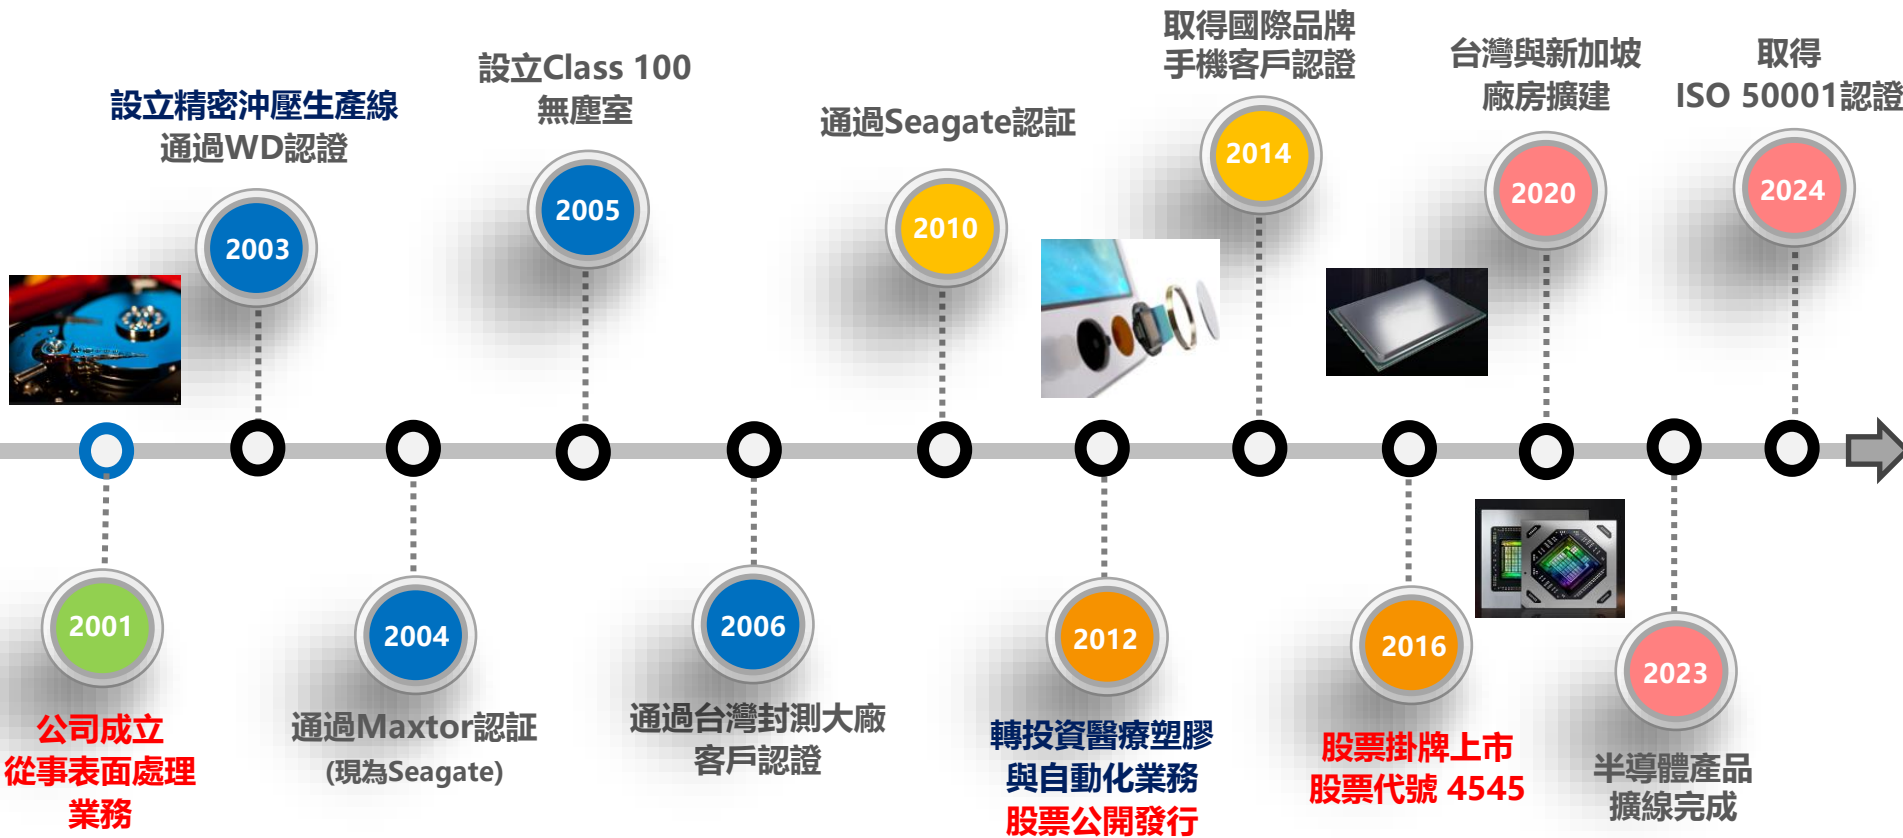 設立精密沖壓生產線
通過WD認證
2003
設立Class 100
無塵室
2005
通過Seagate認証
2010
取得國際品牌
手機客戶認證
2014
台灣與新加坡
廠房擴建
2020
取得
ISO 50001認證
2024
2001
公司成立
從事表面處理
業務
2004
通過Maxtor認証
(現為Seagate)
2006
通過台灣封測大廠
客戶認證
2012
轉投資醫療塑膠
與自動化業務
股票公開發行
2016
股票掛牌上市
股票代號 4545
2023
半導體產品
擴線完成